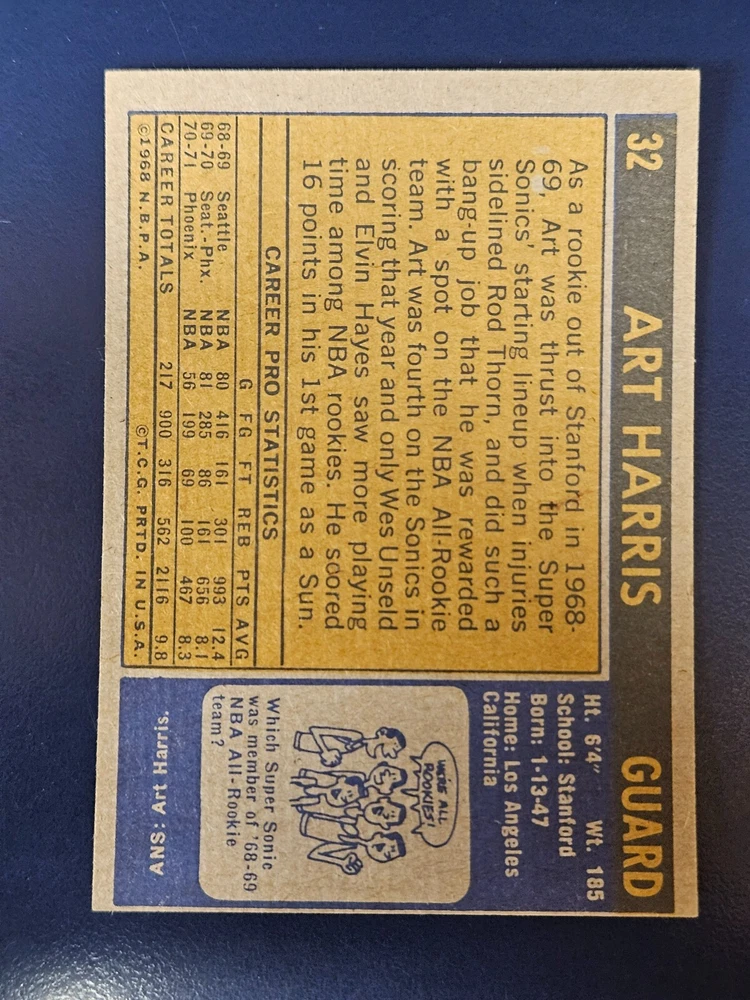 32 ART HARRIS GUARD
As a rookie out of Stanford in 1968-
69, Art was thrust into the Super
Sonics' starting lineup when injuries
sidelined Rod Thorn, and did such a
bang-up job that he was rewarded
with a spot on the NBA All-Rookie
team. Art was fourth on the Sonics in
scoring that year and only Wes Unseld
and Elvin Hayes saw more playing
time among NBA rookies. He scored
16 points in his 1st game as a Sun.
CAREER PRO STATISTICS
G FG FT REB PTS AVG
68-69 Seattle NBA 80 416 161 301 993 12.4
69-70 Seat.-Phx. NBA 81 285 86 161 656 8.1
70-71 Phoenix NBA 56 199 69 100 467 8.3
CAREER TOTALS 217 900 316 562 2116 9.8
©1968 N.B.P.A. ©T.C.G. PRTD. IN U.S.A.
Ht. 6'4" Wt. 185
School: Stanford
Born: 1-13-47
Home: Los Angeles
California
WE'RE ALL
ROOKIES!
Which Super Sonic
was member of '68-69
NBA All-Rookie
team?
ANS: Art Harris.